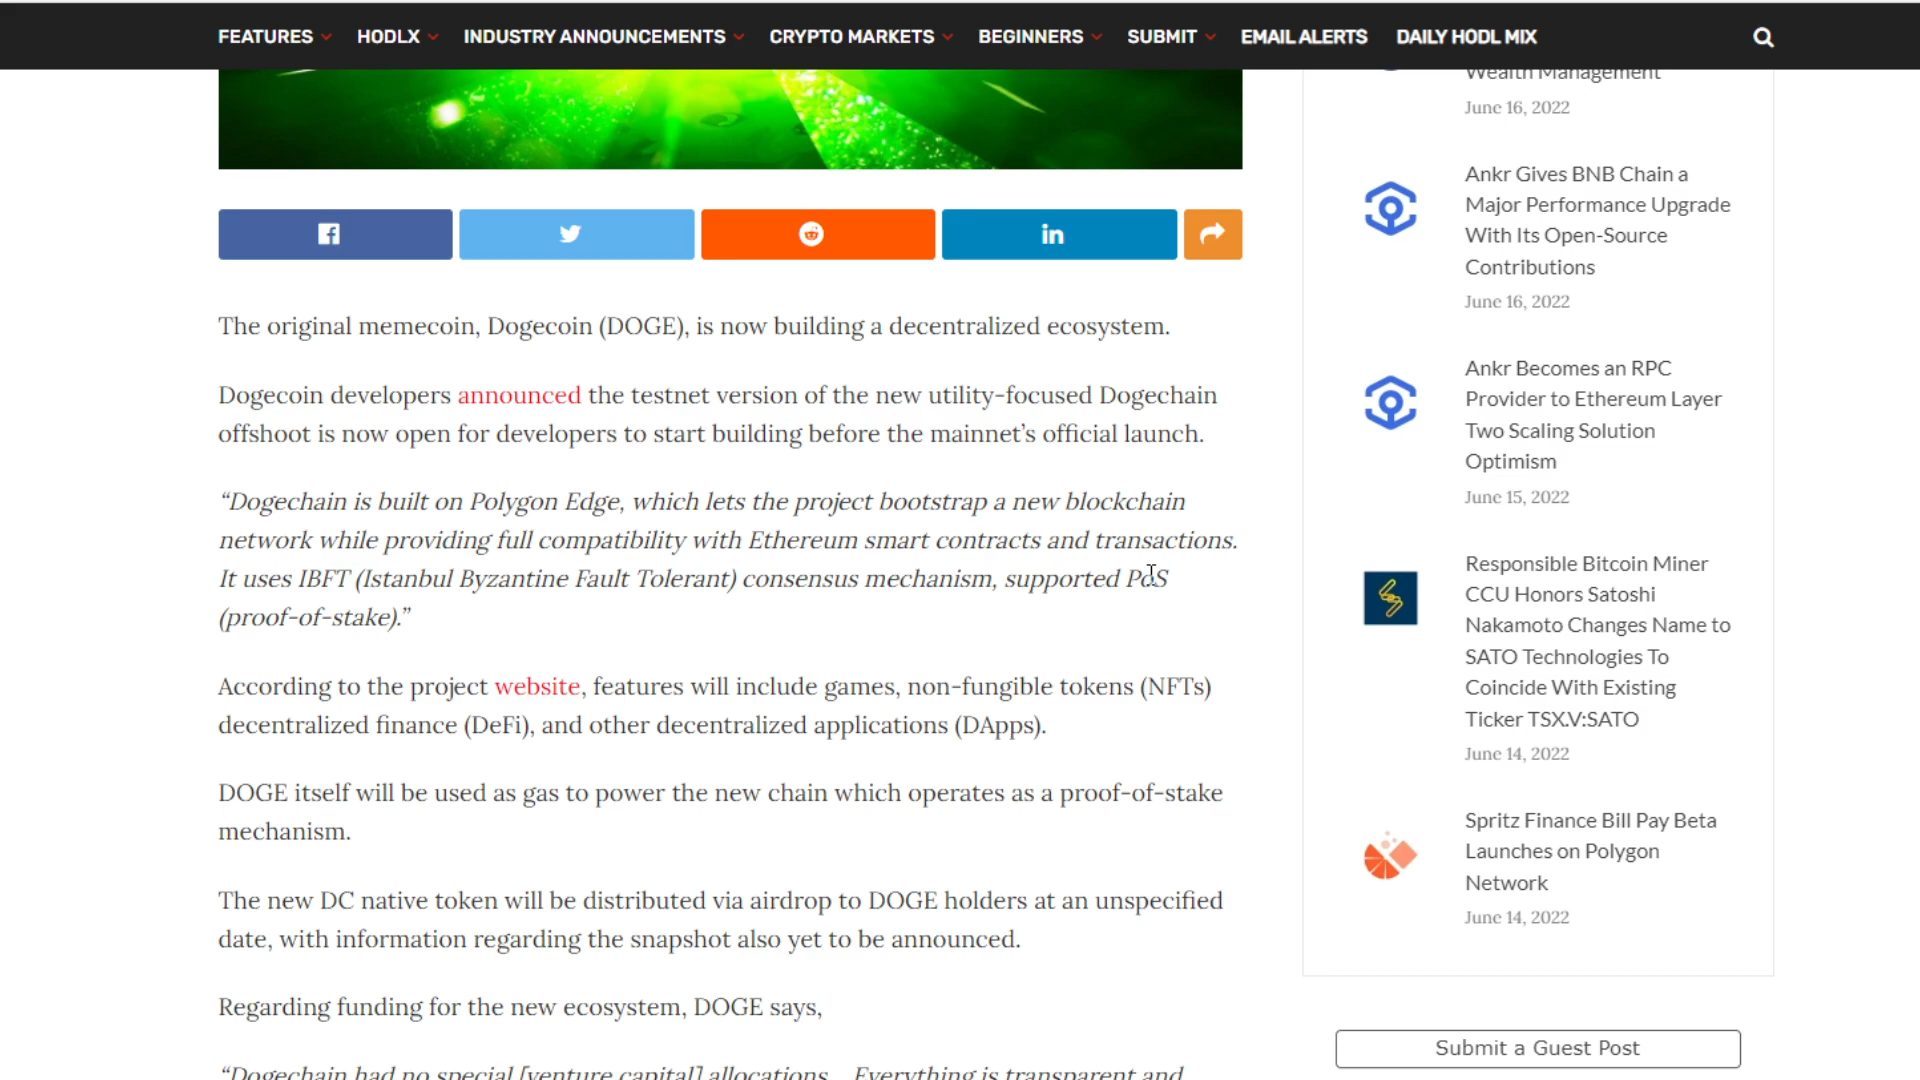 FEATURES HODLX INDUSTRY ANNOUNCEMENTS CRYPTO MARKETS BEGINNERS SUBMIT EMAIL ALERTS DAILY HODL MIX
The original memecoin, Dogecoin (DOGE), is now building a decentralized ecosystem.
Dogecoin developers announced the testnet version of the new utility-focused Dogechain
offshoot is now open for developers to start building before the mainnet’s official launch.
“Dogechain is built on Polygon Edge, which lets the project bootstrap a new blockchain
network while providing full compatibility with Ethereum smart contracts and transactions.
It uses IBFT (Istanbul Byzantine Fault Tolerant) consensus mechanism, supported PoS
(proof-of-stake).”
According to the project website, features will include games, non-fungible tokens (NFTs)
decentralized finance (DeFi), and other decentralized applications (DApps).
DOGE itself will be used as gas to power the new chain which operates as a proof-of-stake
mechanism.
The new DC native token will be distributed via airdrop to DOGE holders at an unspecified
date, with information regarding the snapshot also yet to be announced.
Regarding funding for the new ecosystem, DOGE says,
“Dogechain had no special [venture capital] allocations... Everything is transparent and
Wealth Management
June 16, 2022
Ankr Gives BNB Chain a
Major Performance Upgrade
With Its Open-Source
Contributions
June 16, 2022
Ankr Becomes an RPC
Provider to Ethereum Layer
Two Scaling Solution
Optimism
June 15, 2022
Responsible Bitcoin Miner
CCU Honors Satoshi
Nakamoto Changes Name to
SATO Technologies To
Coincide With Existing
Ticker TSX.V:SATO
June 14, 2022
Spritz Finance Bill Pay Beta
Launches on Polygon
Network
June 14, 2022
Submit a Guest Post